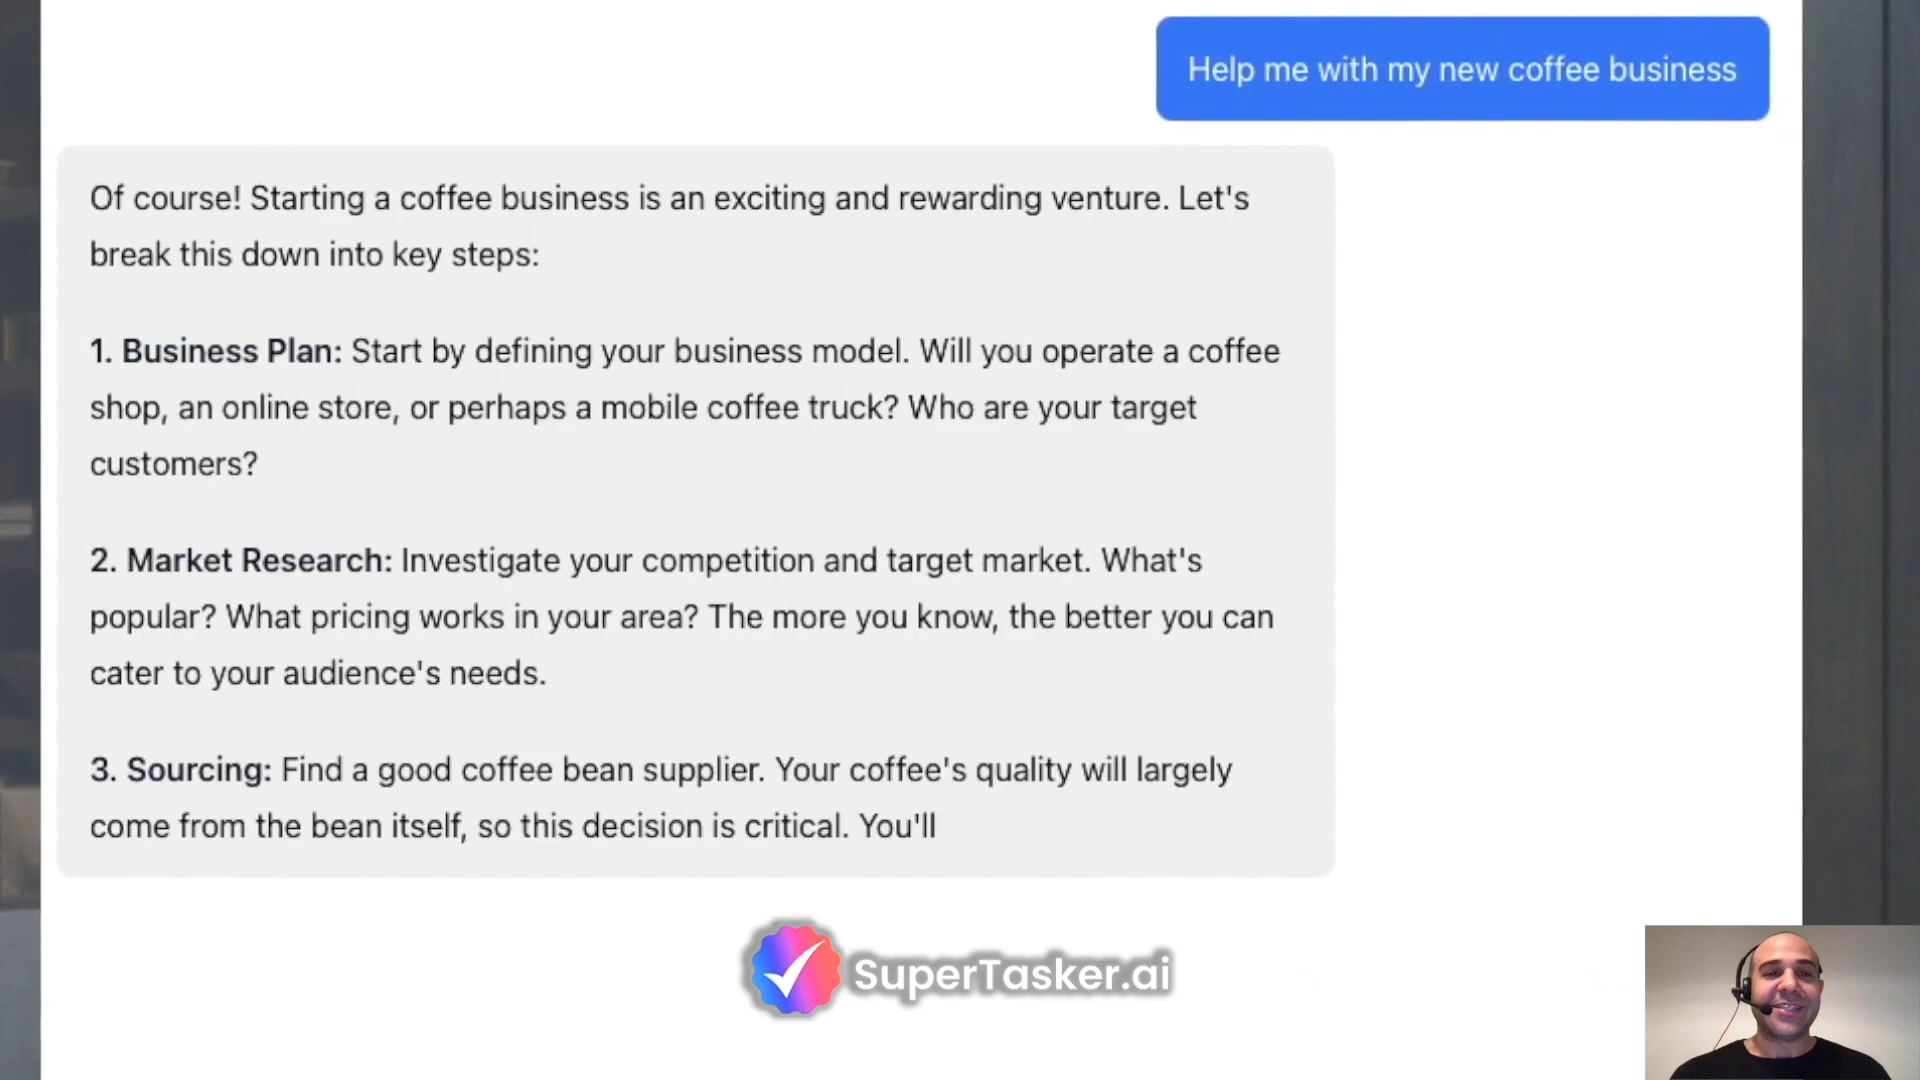 Help me with my new coffee business
Of course! Starting a coffee business is an exciting and rewarding venture. Let's
break this down into key steps:
1. Business Plan: Start by defining your business model. Will you operate a coffee
shop, an online store, or perhaps a mobile coffee truck? Who are your target
customers?
2. Market Research: Investigate your competition and target market. What's
popular? What pricing works in your area? The more you know, the better you can
cater to your audience's needs.
3. Sourcing: Find a good coffee bean supplier. Your coffee's quality will largely
come from the bean itself, so this decision is critical. You'll
SuperTasker.ai